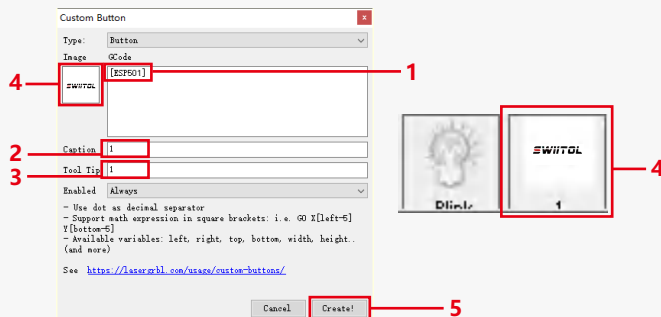 Custom Button
x
Type: Button
Image GCode
[ESP501]
1
4
SWIITOL
2
Caption 1
3
Tool Tip 1
Enabled Always
- Use dot as decimal separator
- Support math expression in square brackets: i.e. G0 X[left-5]
Y[bottom-5]
- Available variables: left, right, top, bottom, width, height..
(and more)
See https://lasergrbl.com/usage/custom-buttons/
Cancel Create!
5
SWIITOL
4
Blink 1